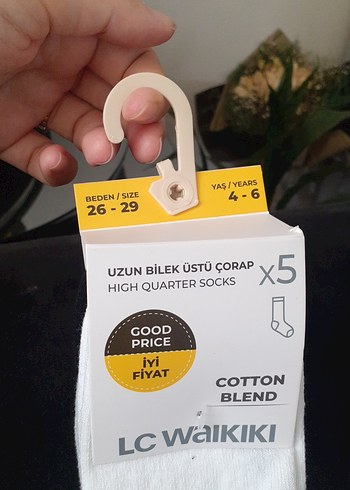 BEDEN / SIZE
26 - 29
YAŞ / YEARS
4 - 6
UZUN BİLEK ÜSTÜ ÇORAP
HIGH QUARTER SOCKS
x5
GOOD
PRICE
İYİ
FİYAT
COTTON
BLEND
LC WAIKIKI